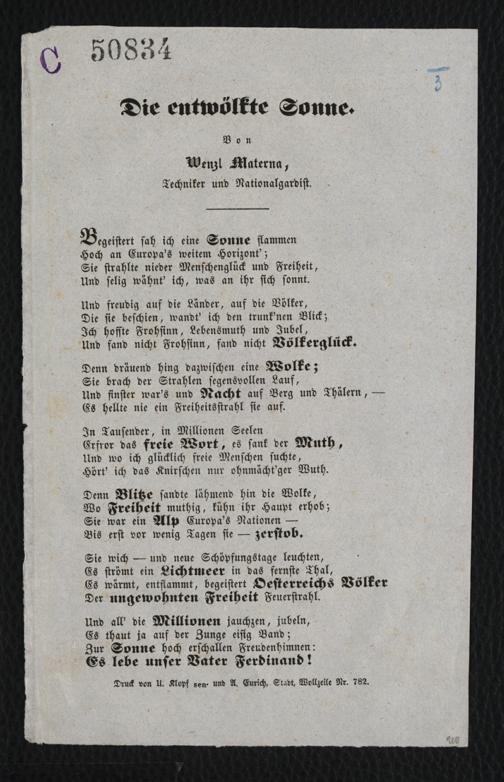 C 50834
3
Die entwölkte Sonne.
Von
Wenzl Materna,
Techniker und Nationalgardist.
Begeistert sah ich eine Sonne flammen
Hoch an Europa's weitem Horizont';
Sie strahlte nieder Menschenglück und Freiheit,
Und selig wähnt' ich, was an ihr sich sonnt.
Und freudig auf die Länder, auf die Völker,
Die sie beschien, wandt' ich den trunk'nen Blick;
Ich hoffte Frohsinn, Lebensmuth und Jubel,
Und fand nicht Frohsinn, fand nicht Völkerglück.
Denn dräuend hing dazwischen eine Wolke;
Sie brach der Strahlen segensvollen Lauf,
Und finster war's und Nacht auf Berg und Thälern, —
Es hellte nie ein Freiheitsstrahl sie auf.
In Tausender, in Millionen Seelen
Erfror das freie Wort, es sank der Muth,
Und wo ich glücklich freie Menschen suchte,
Hört' ich das Knirschen nur ohnmächt'ger Wuth.
Denn Blitze sandte lähmend hin die Wolke,
Wo Freiheit muthig, kühn ihr Haupt erhob;
Sie war ein Alp Europa's Nationen —
Bis erst vor wenig Tagen sie — zerstob.
Sie wich — und neue Schöpfungstage leuchten,
Es strömt ein Lichtmeer in das fernste Thal,
Es wärmt, entflammt, begeistert Oesterreichs Völker
Der ungewohnten Freiheit Feuerstrahl.
Und all' die Millionen jauchzen, jubeln,
Es thaut ja auf der Zunge eisig Band;
Zur Sonne hoch erschallen Freudenhimnen:
Es lebe unser Vater Ferdinand!
Druck von U. Klopf sen. und A. Eurich, Stadt, Wollzeile Nr. 782.